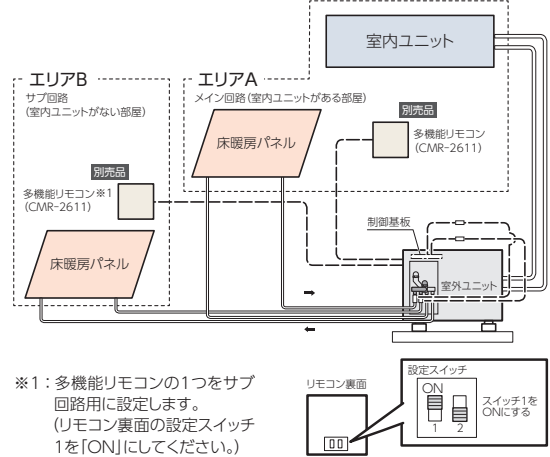 室内ユニット
エリアB
サブ回路
(室内ユニットがない部屋)
エリアA
メイン回路(室内ユニットがある部屋)
別売品
多機能リモコン
(CMR-2611)
床暖房パネル
別売品
多機能リモコン※1
(CMR-2611)
床暖房パネル
制御基板
室外ユニット
※1：多機能リモコンの1つをサブ
回路用に設定します。
(リモコン裏面の設定スイッチ
1を「ON」にしてください。)
リモコン裏面
設定スイッチ
ON
1 2
スイッチ1を
ONにする